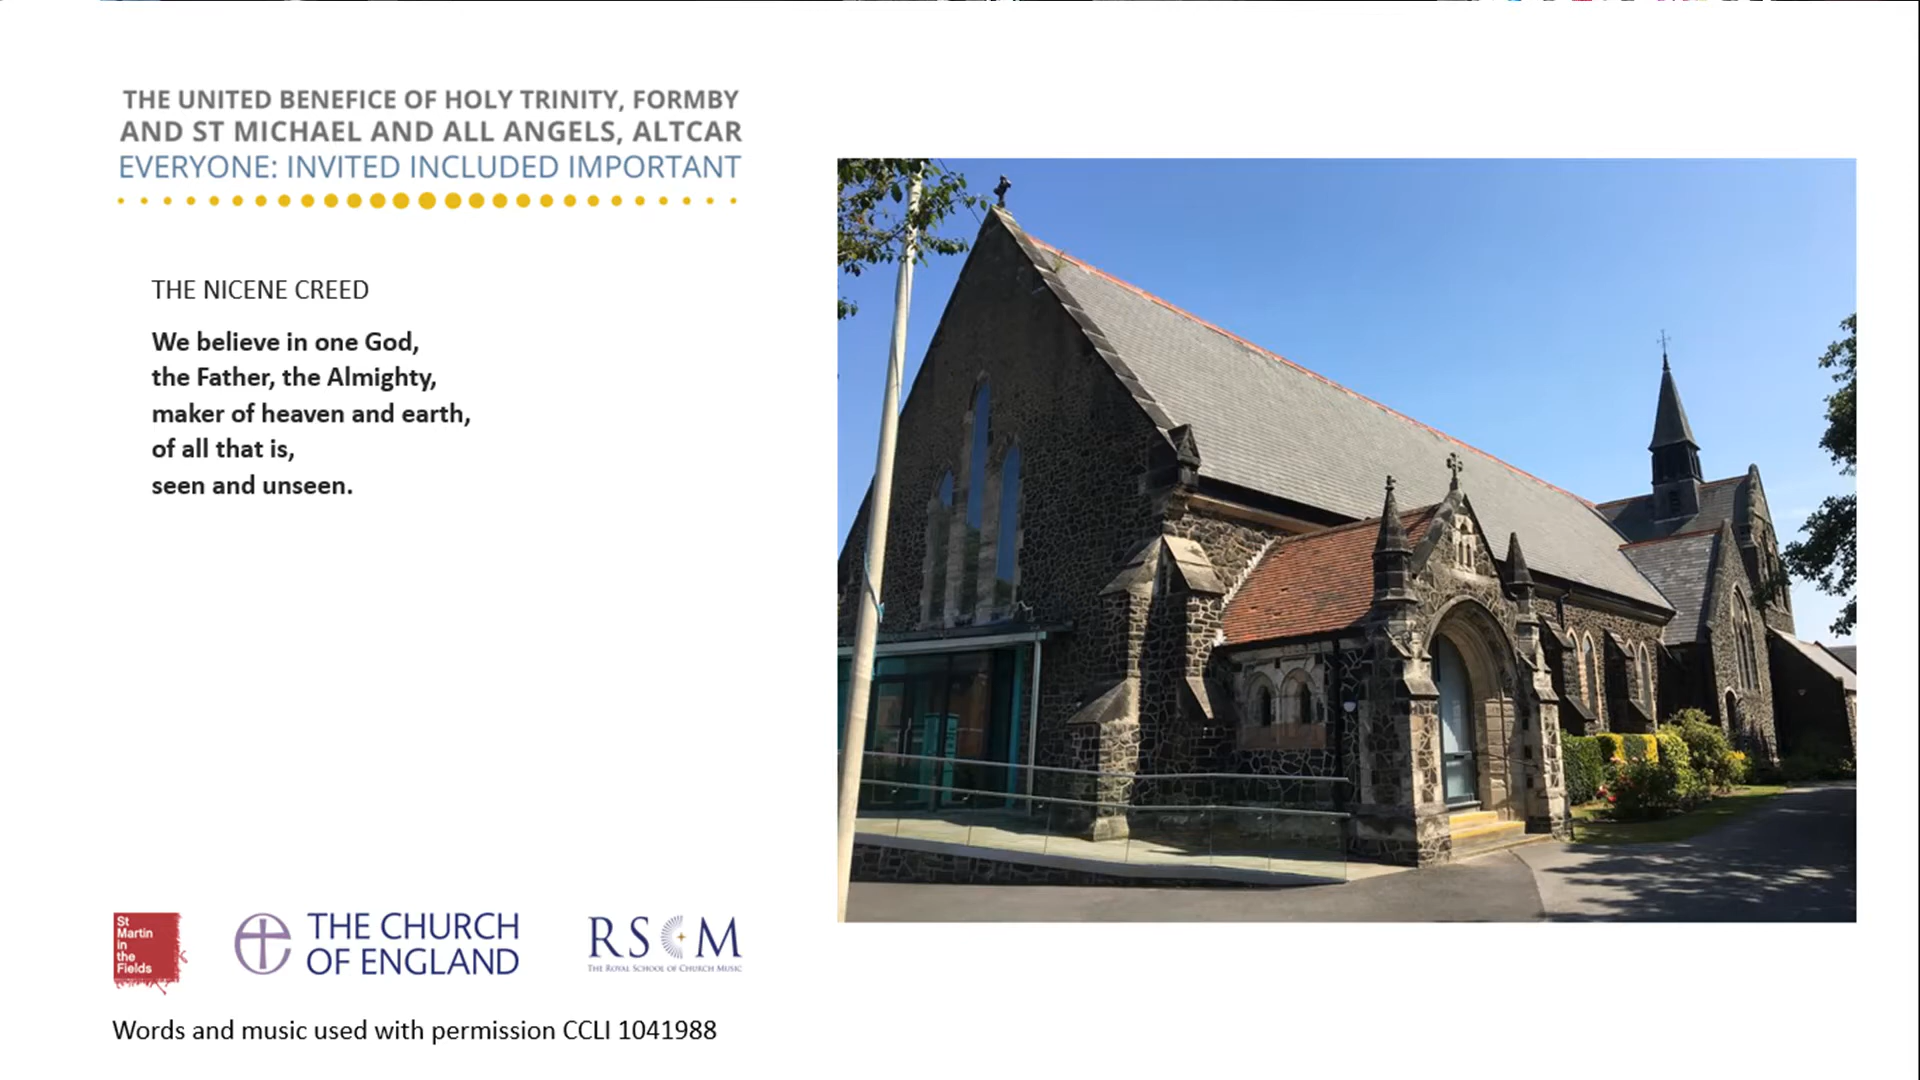 THE UNITED BENEFICE OF HOLY TRINITY, FORMBY
AND ST MICHAEL AND ALL ANGELS, ALTCAR
EVERYONE: INVITED INCLUDED IMPORTANT
THE NICENE CREED
We believe in one God,
the Father, the Almighty,
maker of heaven and earth,
of all that is,
seen and unseen.
St
Martin
in
the
Fields
THE CHURCH
OF ENGLAND
RSCM
THE ROYAL SCHOOL OF CHURCH MUSIC
Words and music used with permission CCLI 1041988